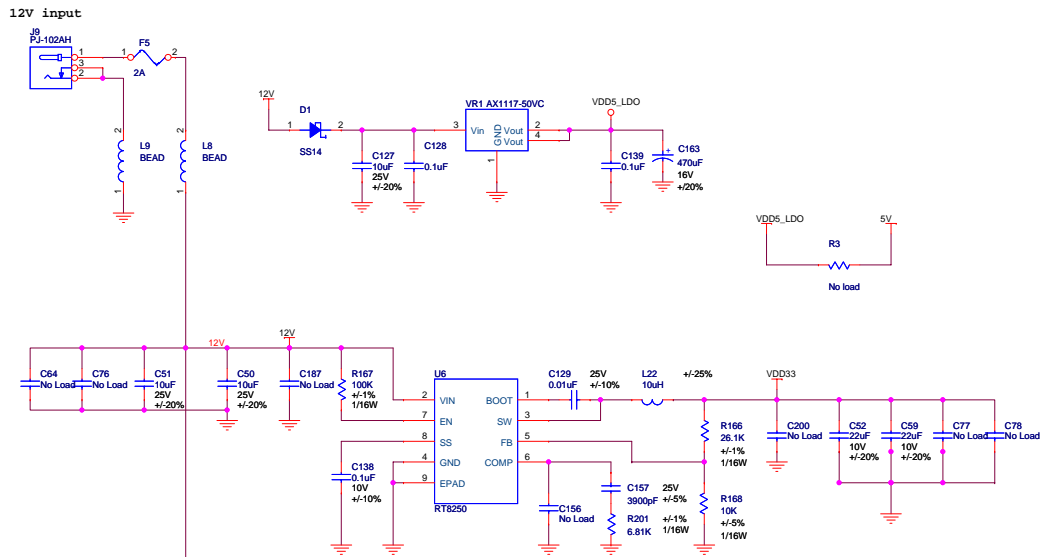 12V input
J9
PJ-102AH
1
3
2
F5
1
2
2A
2
L9
BEAD
1
2
L8
BEAD
1
12V
D1
1
2
SS14
C127
10uF
25V
+/-20%
C128
0.1uF
VR1 AX1117-50VC
3
Vin
GND
Vout
Vout
2
4
1
VDD5_LDO
C139
0.1uF
+
C163
470uF
16V
+/20%
VDD5_LDO
5V
R3
No load
12V
12V
C64
No Load
C76
No Load
C51
10uF
25V
+/-20%
C50
10uF
25V
+/-20%
C187
No Load
R167
100K
+/-1%
1/16W
U6
2
VIN
7
EN
8
SS
4
GND
9
EPAD
BOOT
1
SW
3
FB
5
COMP
6
RT8250
C138
0.1uF
10V
+/-10%
C129
0.01uF
25V
+/-10%
L22
10uH
+/-25%
VDD33
R166
26.1K
+/-1%
1/16W
C200
No Load
C52
22uF
10V
+/-20%
C59
22uF
10V
+/-20%
C77
No Load
C78
No Load
C156
No Load
C157
3900pF
25V
+/-5%
R201
6.81K
+/-1%
1/16W
R168
10K
+/-5%
1/16W